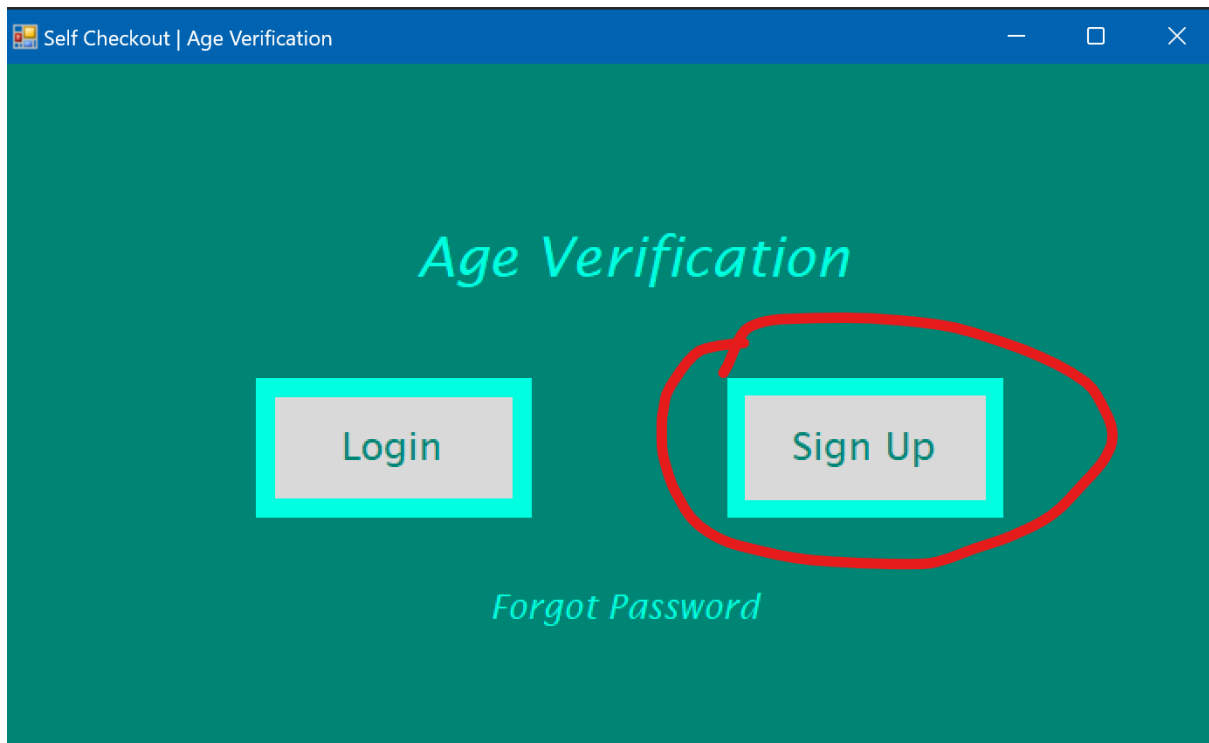 Self Checkout | Age Verification
Age Verification
Login
Sign Up
Forgot Password